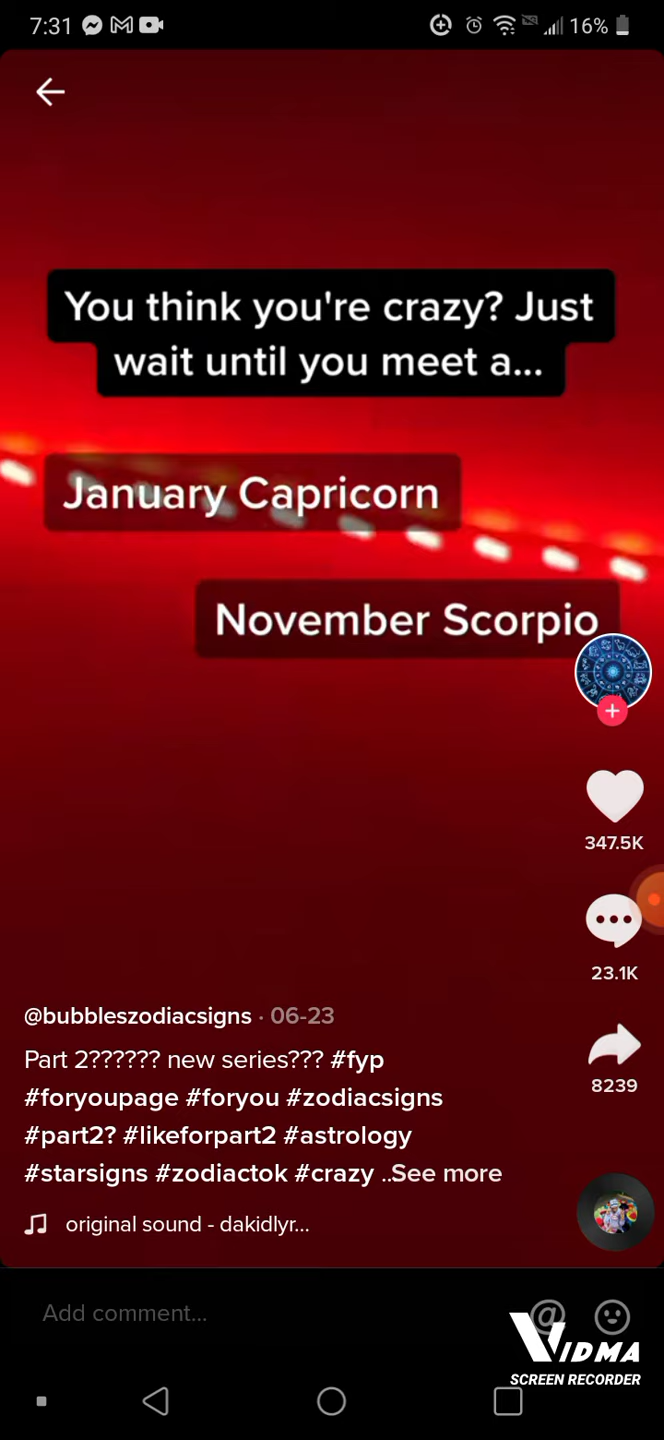 7:31
16%
You think you're crazy? Just
wait until you meet a...
January Capricorn
November Scorpio
347.5K
23.1K
@bubbleszodiacsigns · 06-23
Part 2?????? new series??? #fyp
#foryoupage #foryou #zodiacsigns
#part2? #likeforpart2 #astrology
#starsigns #zodiactok #crazy ..See more
8239
original sound - dakidlyr...
Add comment...
@
VIDMA
SCREEN RECORDER